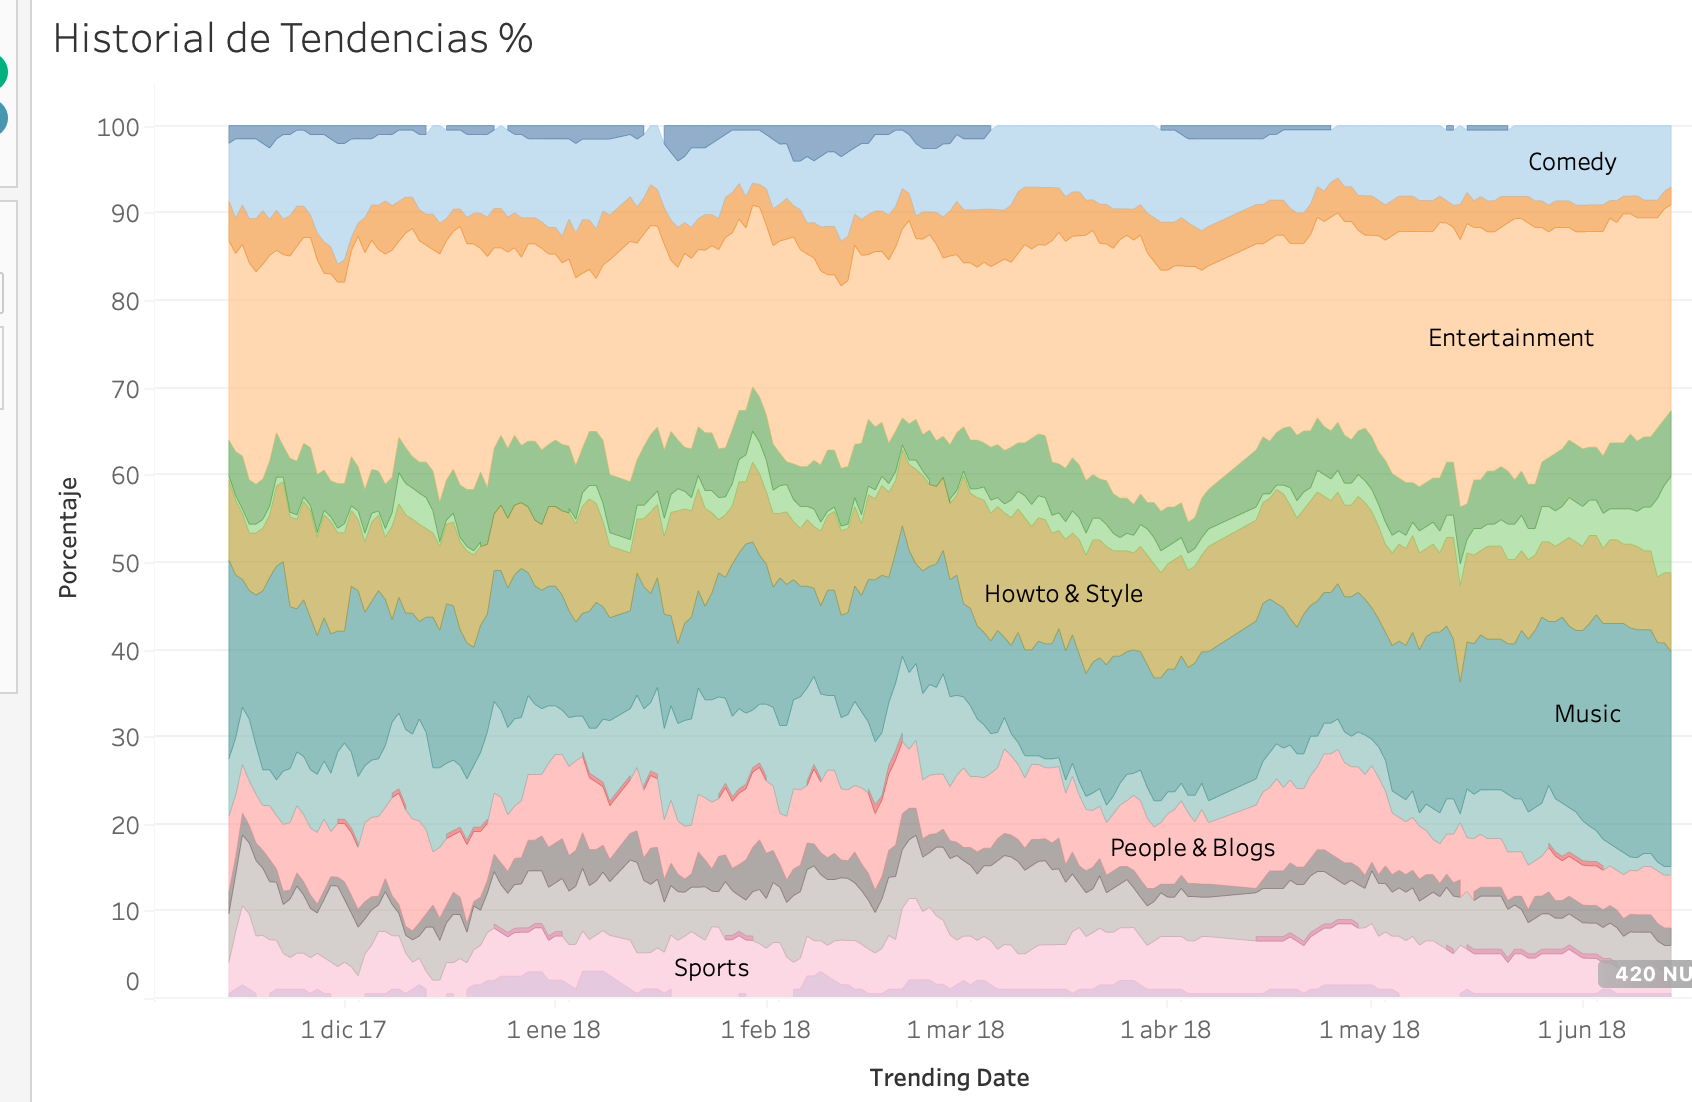 Historial de Tendencias %
Porcentaje
100
90
80
70
60
50
40
30
20
10
0
Comedy
Entertainment
Howto & Style
Music
People & Blogs
Sports
420 NU
1 dic 17
1 ene 18
1 feb 18
1 mar 18
1 abr 18
1 may 18
1 jun 18
Trending Date